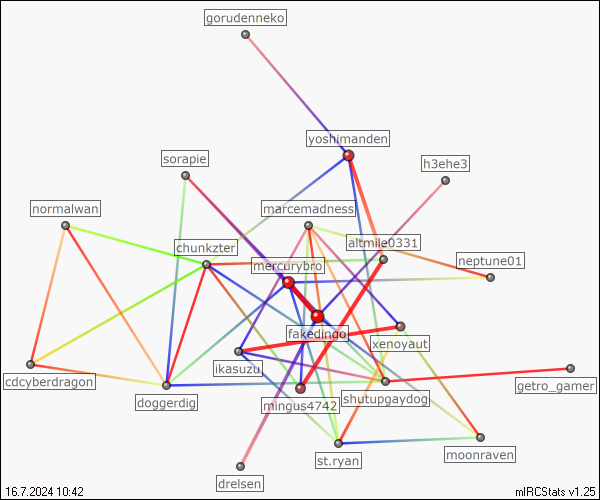 gorudenneko
yoshimanden
sorapie
h3ehe3
normalwan
marcemadness
chunkzter
altmile0331
mercurybro
neptune01
fakedingo
xenoyaut
ikasuzu
cdcyberdragon
getro_gamer
doggerdig
mingus4742
shutupgaydog
st.ryan
moonraven
drelsen
16.7.2024 10:42
mIRCStats v1.25